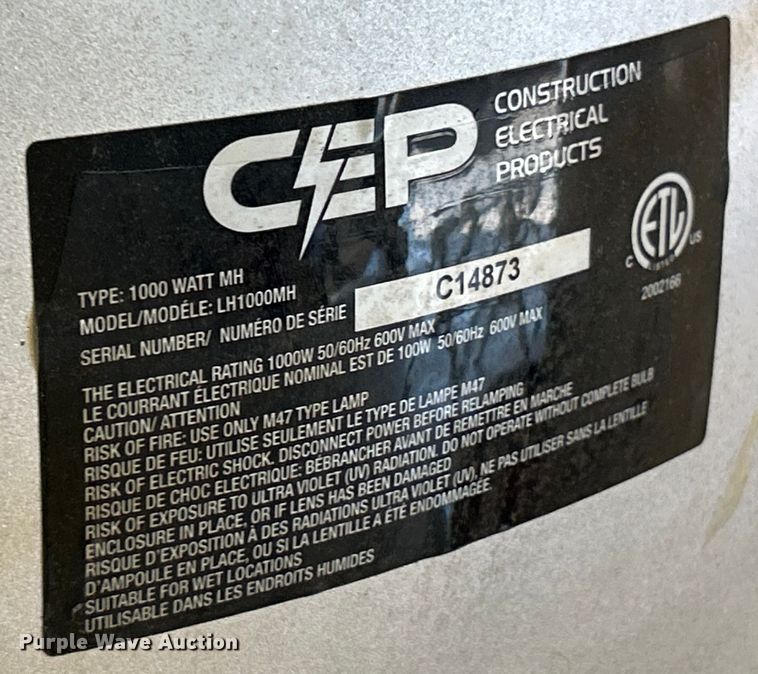 CEP
CONSTRUCTION
ELECTRICAL
PRODUCTS
TYPE: 1000 WATT MH
MODEL/MODÉLE: LH1000MH
SERIAL NUMBER/ NUMÉRO DE SÉRIE C14873
ETL
C US
LISTED
2002166
THE ELECTRICAL RATING 1000W 50/60Hz 600V MAX
LE COURRANT ÉLECTRIQUE NOMINAL EST DE 100W 50/60Hz 600V MAX
CAUTION/ ATTENTION
RISK OF FIRE: USE ONLY M47 TYPE LAMP
RISQUE DE FEU: UTILISE SEULEMENT LE TYPE DE LAMPE M47
RISK OF ELECTRIC SHOCK. DISCONNECT POWER BEFORE RELAMPING
RISQUE DE CHOC ELECTRIQUE: BÉBRANCHER AVANT DE REMETTRE EN MARCHE
RISK OF EXPOSURE TO ULTRA VIOLET (UV) RADIATION. DO NOT OPERATE WITHOUT COMPLETE BULB
ENCLOSURE IN PLACE, OR IF LENS HAS BEEN DAMAGED
RISQUE D'EXPOSITION À DES RADIATIONS ULTRA VIOLET (UV). NE PAS UTILISER SANS LA LENTILLE
D'AMPOULE EN PLACE, OU SI LA LENTILLE A ÉTÉ ENDOMMAGÉE.
SUITABLE FOR WET LOCATIONS
UTILISABLE DANS LES ENDROITS HUMIDES
Purple Wave Auction